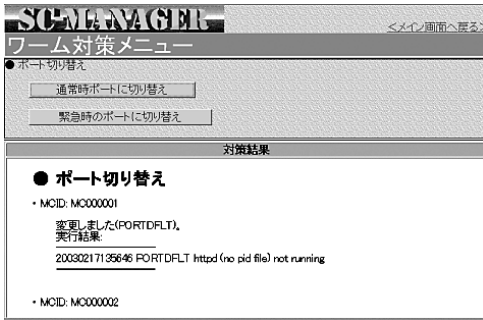 SC-MANAGER
<メイン画面へ戻る>
ワーム対策メニュー
● ポート切り替え
通常時ポートに切り替え
緊急時のポートに切り替え
対策結果
● ポート切り替え
・MCID: MC000001
変更しました(PORTDFLT)。
実行結果:
20030217135646 PORTDFLT httpd (no pid file) not running
・MCID: MC000002